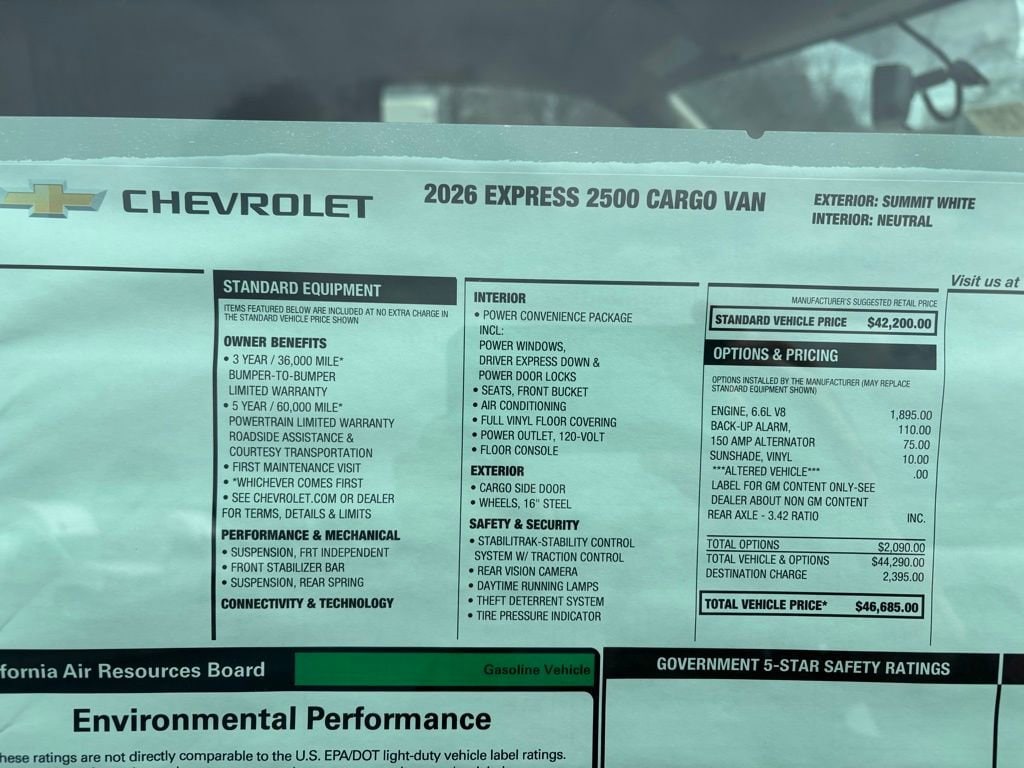 CHEVROLET
2026 EXPRESS 2500 CARGO VAN
EXTERIOR: SUMMIT WHITE
INTERIOR: NEUTRAL
Visit us at
STANDARD EQUIPMENT
ITEMS FEATURED BELOW ARE INCLUDED AT NO EXTRA CHARGE IN
THE STANDARD VEHICLE PRICE SHOWN
OWNER BENEFITS
• 3 YEAR / 36,000 MILE*
BUMPER-TO-BUMPER
LIMITED WARRANTY
• 5 YEAR / 60,000 MILE*
POWERTRAIN LIMITED WARRANTY
ROADSIDE ASSISTANCE &
COURTESY TRANSPORTATION
• FIRST MAINTENANCE VISIT
• *WHICHEVER COMES FIRST
• SEE CHEVROLET.COM OR DEALER
FOR TERMS, DETAILS & LIMITS
PERFORMANCE & MECHANICAL
• SUSPENSION, FRT INDEPENDENT
• FRONT STABILIZER BAR
• SUSPENSION, REAR SPRING
CONNECTIVITY & TECHNOLOGY
INTERIOR
• POWER CONVENIENCE PACKAGE
INCL:
POWER WINDOWS,
DRIVER EXPRESS DOWN &
POWER DOOR LOCKS
• SEATS, FRONT BUCKET
• AIR CONDITIONING
• FULL VINYL FLOOR COVERING
• POWER OUTLET, 120-VOLT
• FLOOR CONSOLE
EXTERIOR
• CARGO SIDE DOOR
• WHEELS, 16" STEEL
SAFETY & SECURITY
• STABILITRAK-STABILITY CONTROL
SYSTEM W/ TRACTION CONTROL
• REAR VISION CAMERA
• DAYTIME RUNNING LAMPS
• THEFT DETERRENT SYSTEM
• TIRE PRESSURE INDICATOR
MANUFACTURER'S SUGGESTED RETAIL PRICE
STANDARD VEHICLE PRICE $42,200.00
OPTIONS & PRICING
OPTIONS INSTALLED BY THE MANUFACTURER (MAY REPLACE
STANDARD EQUIPMENT SHOWN)
ENGINE, 6.6L V8 1,895.00
BACK-UP ALARM, 110.00
150 AMP ALTERNATOR 75.00
SUNSHADE, VINYL 10.00
***ALTERED VEHICLE*** .00
LABEL FOR GM CONTENT ONLY-SEE
DEALER ABOUT NON GM CONTENT
REAR AXLE - 3.42 RATIO INC.
TOTAL OPTIONS $2,090.00
TOTAL VEHICLE & OPTIONS $44,290.00
DESTINATION CHARGE 2,395.00
TOTAL VEHICLE PRICE* $46,685.00
fornia Air Resources Board
Gasoline Vehicle
Environmental Performance
hese ratings are not directly comparable to the U.S. EPA/DOT light-duty vehicle label ratings.
GOVERNMENT 5-STAR SAFETY RATINGS